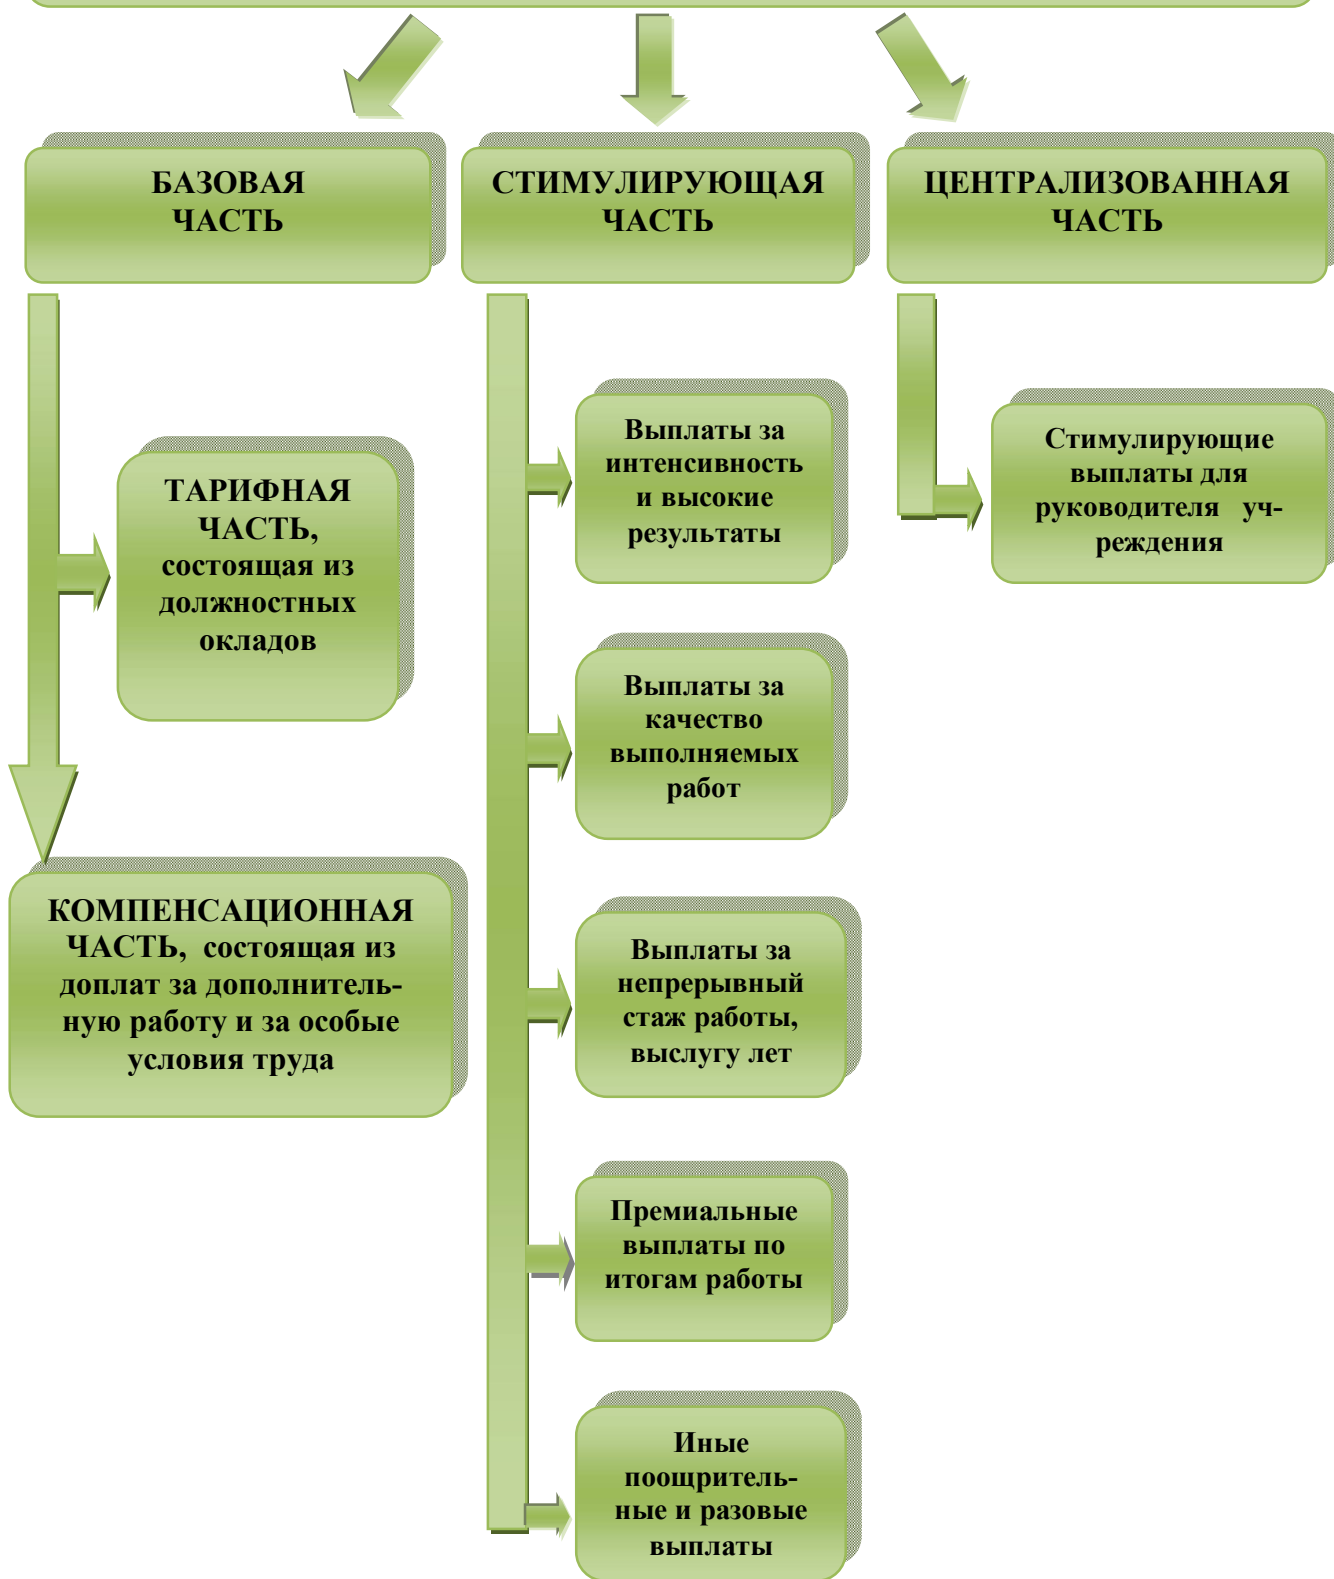 БАЗОВАЯ
ЧАСТЬ
СТИМУЛИРУЮЩАЯ
ЧАСТЬ
ЦЕНТРАЛИЗОВАННАЯ
ЧАСТЬ
ТАРИФНАЯ
ЧАСТЬ,
состоящая из
должностных
окладов
КОМПЕНСАЦИОННАЯ
ЧАСТЬ, состоящая из
доплат за дополнитель-
ную работу и за особые
условия труда
Выплаты за
интенсивность
и высокие
результаты
Выплаты за
качество
выполняемых
работ
Выплаты за
непрерывный
стаж работы,
выслугу лет
Премиальные
выплаты по
итогам работы
Иные
поощритель-
ные и разовые
выплаты
Стимулирующие
выплаты для
руководителя уч-
реждения